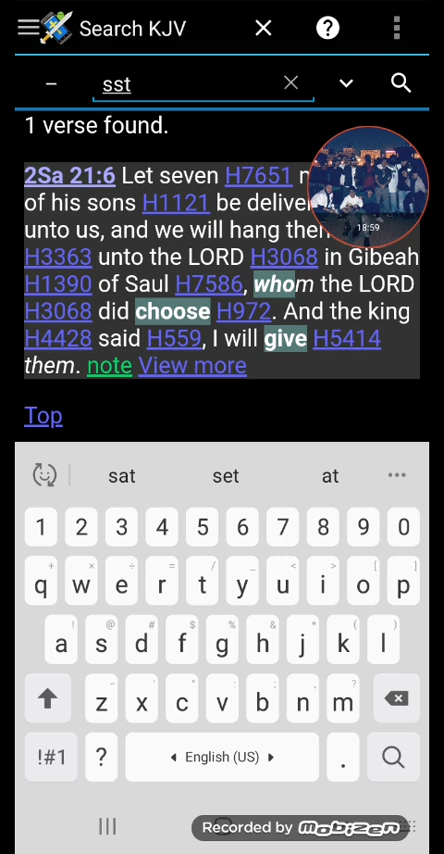 Search KJV
sst
1 verse found.
2Sa 21:6 Let seven H7651
of his sons H1121 be
unto us, and we will hang
18:59
H3363 unto the LORD H3068 in Gibeah
H1390 of Saul H7586, whom the LORD
H3068 did choose H972. And the king
H4428 said H559, I will give H5414
them. note View more
Top
sat set at
1 2 3 4 5 6 7 8 9 0
q w e r t y u i o p
a s d f g h j k l
z x c v b n m
!#1 ? English (US) .
Recorded by Mobizen